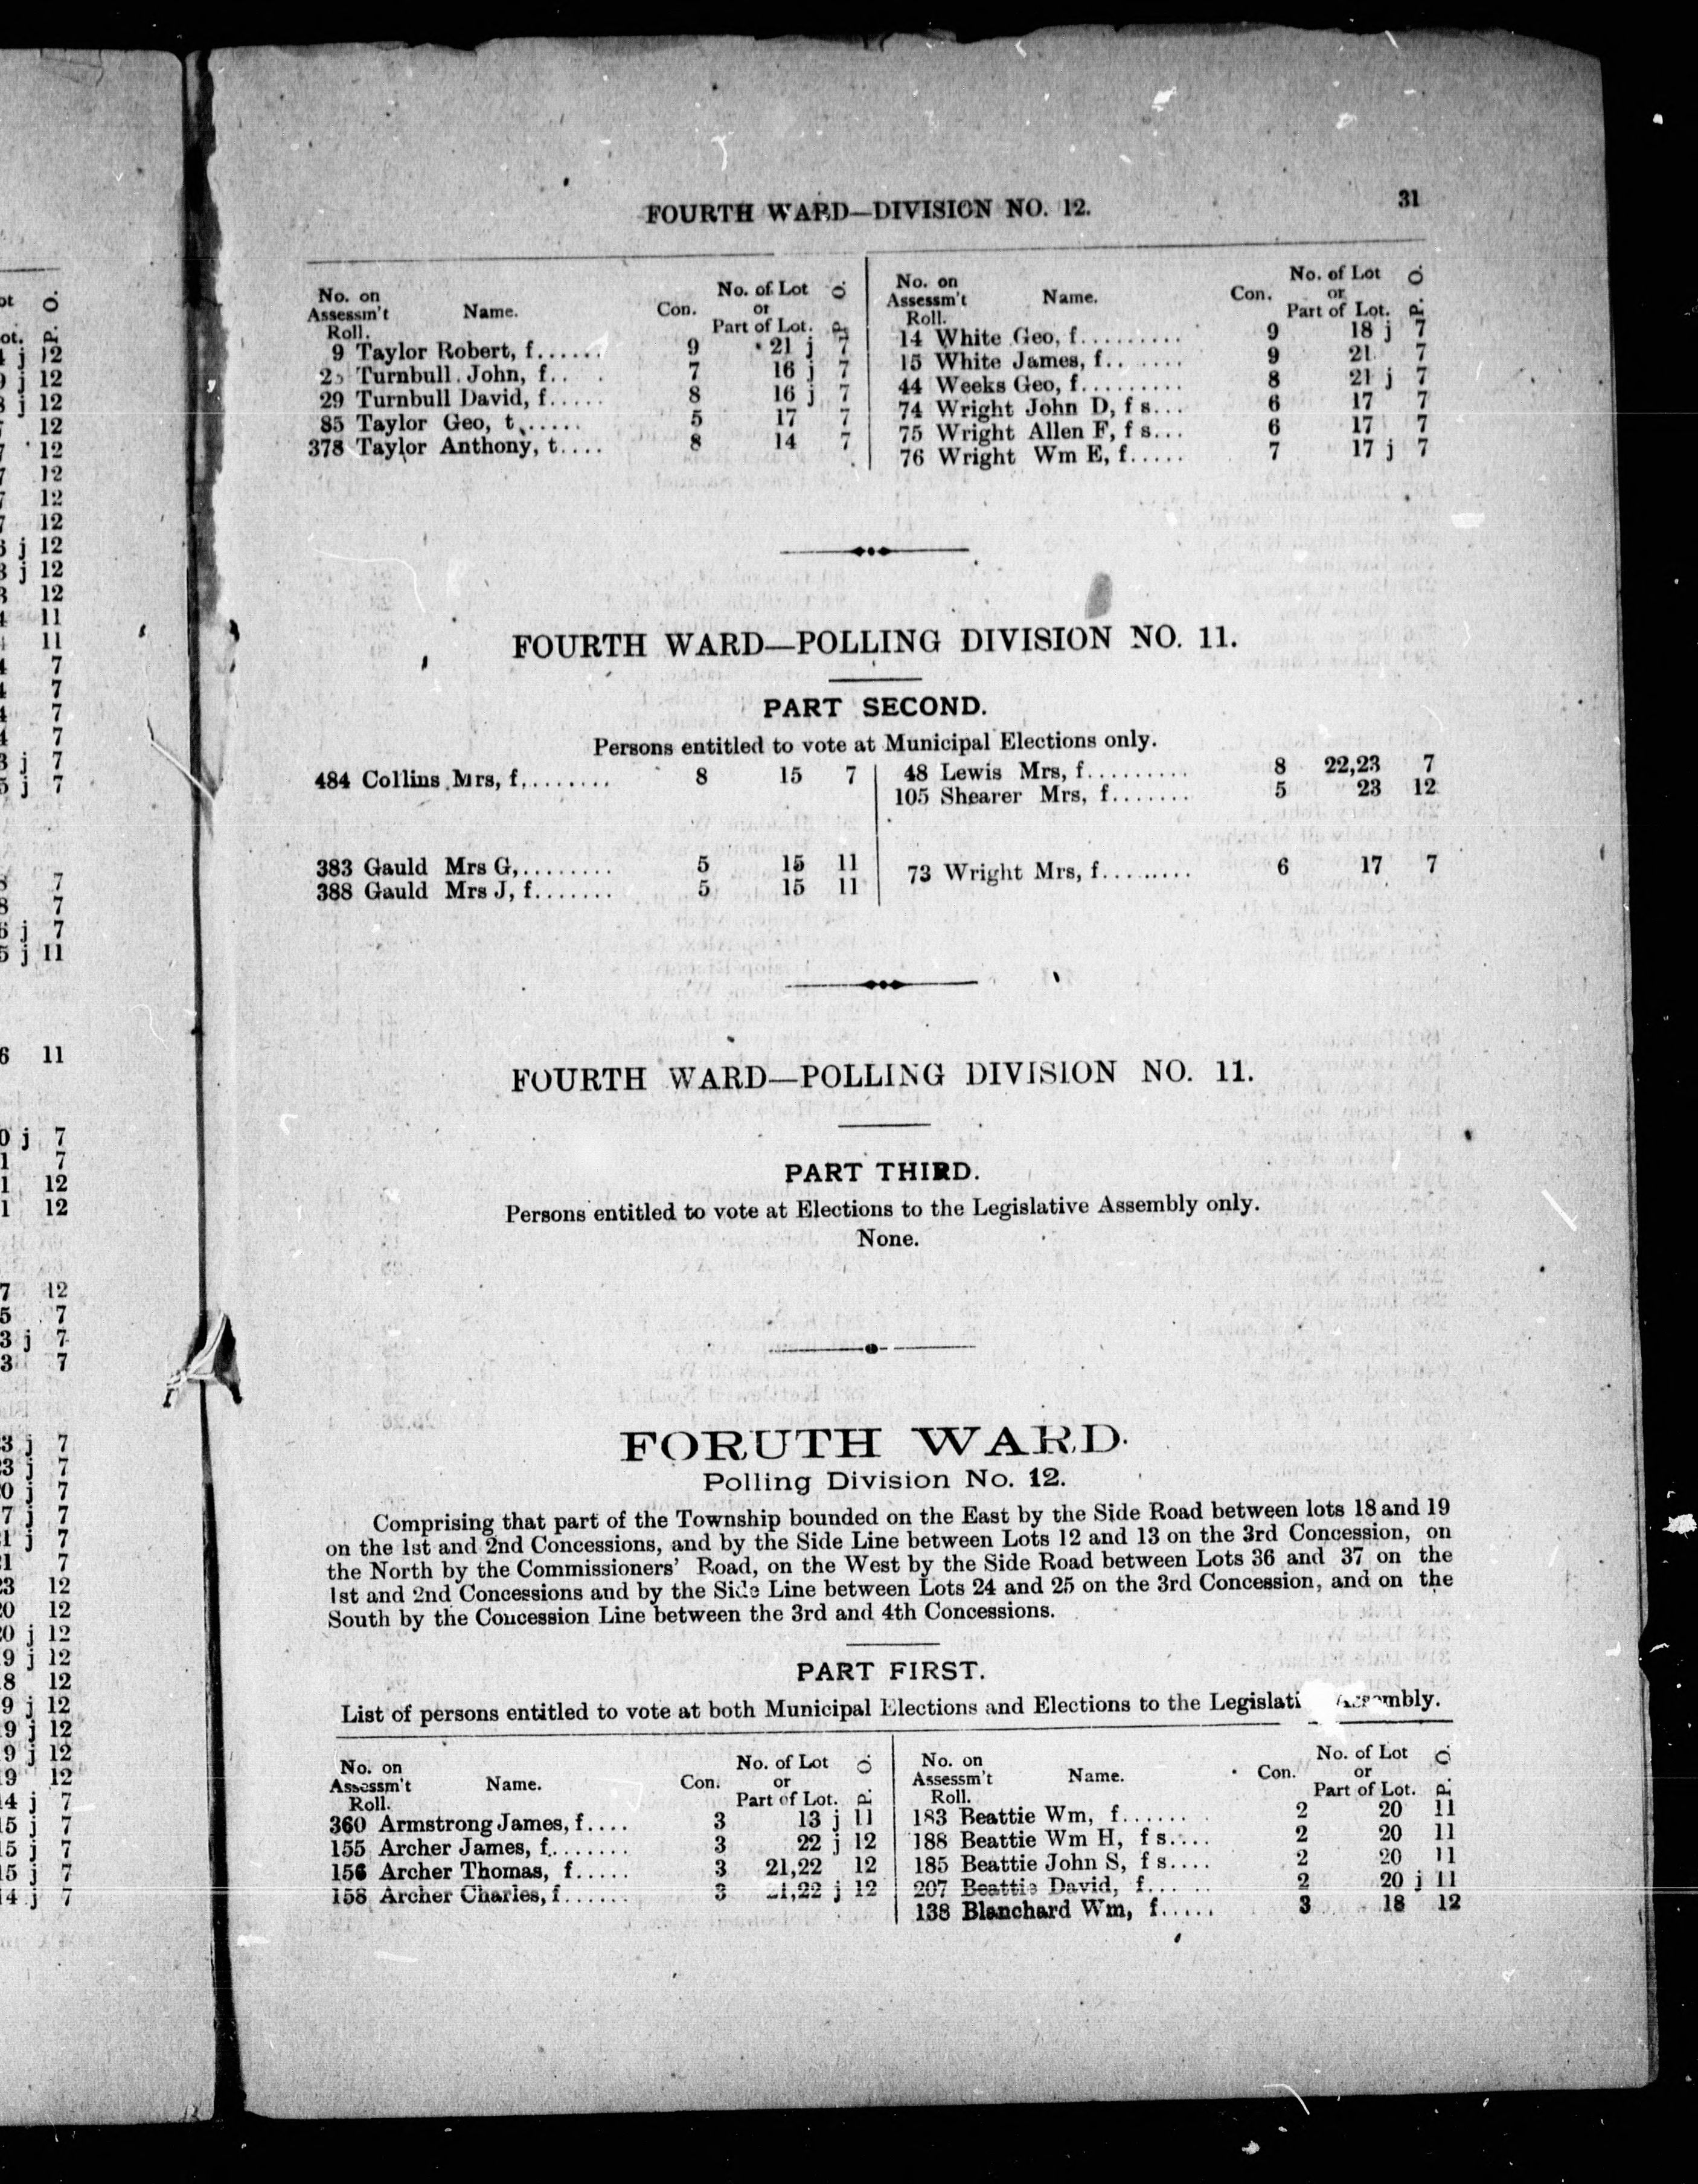 FOURTH WARD—DIVISION NO. 12. 31
No. on Assessm't Roll. Name. Con. No. of Lot or Part of Lot. P. O.
9 Taylor Robert, f...... 9 21 j 7
Turnbull John, f.. . 7 16 j 7
29 Turnbull David, f..... 8 16 j 7
85 Taylor Geo, t...... 5 17 7
378 Taylor Anthony, t.... 8 14 7
No. on Assessm't Roll. Name. Con. No. of Lot or Part of Lot. P. O.
14 White Geo, f.......... 9 18 j 7
15 White James, f.. ..... 9 21 7
44 Weeks Geo, f......... 8 21 j 7
74 Wright John D, f s... 6 17 7
75 Wright Allen F, f s... 6 17 7
76 Wright Wm E, f..... 7 17 j 7
FOURTH WARD—POLLING DIVISION NO. 11.
PART SECOND.
Persons entitled to vote at Municipal Elections only.
484 Collins Mrs, f......... 8 15 7
383 Gauld Mrs G,........ 5 15 11
388 Gauld Mrs J, f....... 5 15 11
48 Lewis Mrs, f.......... 8 22,23 7
105 Shearer Mrs, f....... 5 23 12
73 Wright Mrs, f......... 6 17 7
FOURTH WARD—POLLING DIVISION NO. 11.
PART THIRD.
Persons entitled to vote at Elections to the Legislative Assembly only.
None.
FORUTH WARD.
Polling Division No. 12.
Comprising that part of the Township bounded on the East by the Side Road between lots 18 and 19
on the 1st and 2nd Concessions, and by the Side Line between Lots 12 and 13 on the 3rd Concession, on
the North by the Commissioners' Road, on the West by the Side Road between Lots 36 and 37 on the
1st and 2nd Concessions and by the Side Line between Lots 24 and 25 on the 3rd Concession, and on the
South by the Coucession Line between the 3rd and 4th Concessions.
PART FIRST.
List of persons entitled to vote at both Municipal Elections and Elections to the Legislati Assembly.
No. on Assessm't Roll. Name. Con. No. of Lot or Part of Lot. P. O.
360 Armstrong James, f.... 3 13 j 11
155 Archer James, f........ 3 22 j 12
156 Archer Thomas, f..... 3 21,22 12
158 Archer Charles, f...... 3 21,22 j 12
No. on Assessm't Roll. Name. Con. No. of Lot or Part of Lot. P. O.
183 Beattie Wm, f....... 2 20 11
188 Beattie Wm H, f s.... 2 20 11
185 Beattie John S, f s.... 2 20 11
207 Beattie David, f...... 2 20 j 11
138 Blanchard Wm, f..... 3 18 12